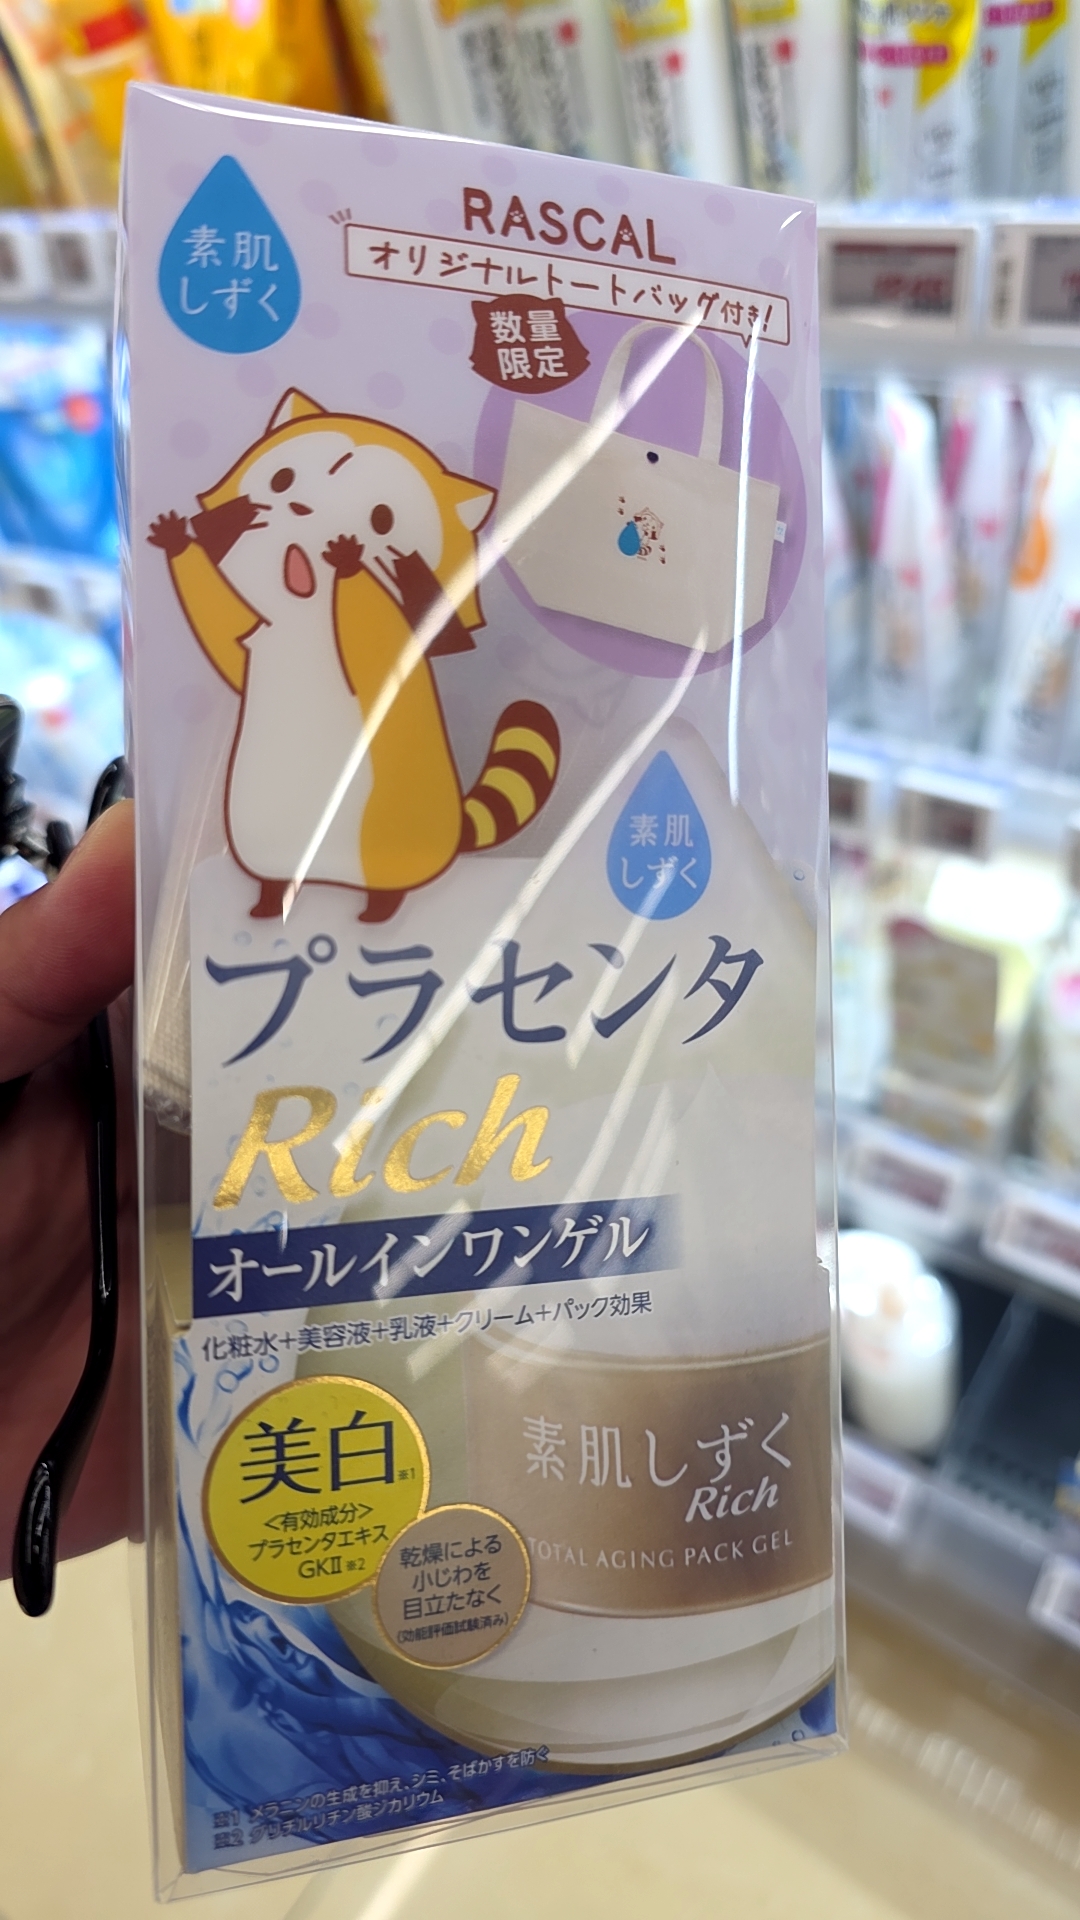 素肌
しずく
RASCAL
オリジナルトートバッグ付き!
数量
限定
素肌
しずく
プラセンタ
Rich
オールインワンゲル
化粧水+美容液+乳液+クリーム+パック効果
美白※1
<有効成分>
プラセンタエキス
GKⅡ※2
乾燥による
小じわを
目立たなく
(効能評価試験済み)
素肌しずく
Rich
TOTAL AGING PACK GEL
※1 メラニンの生成を抑え、シミ、そばかすを防ぐ
※2 グリチルリチン酸ジカリウム